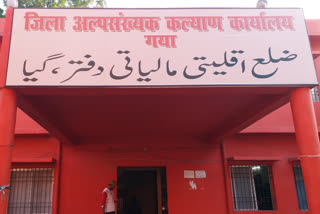 जिला अल्पसंख्यक कल्याण कार्यालय
गया
ضلع اقلیتی مالیاتی دفتر، گیا